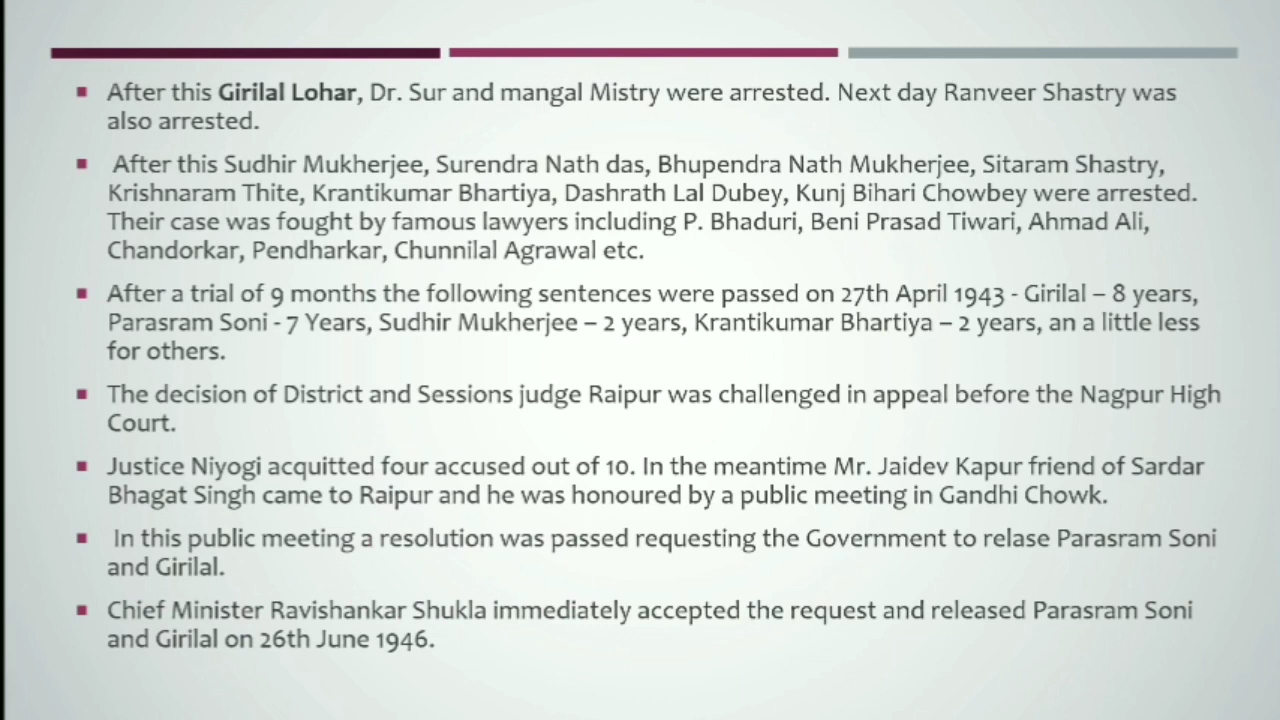 After this Girilal Lohar, Dr. Sur and mangal Mistry were arrested. Next day Ranveer Shastry was
also arrested.
After this Sudhir Mukherjee, Surendra Nath das, Bhupendra Nath Mukherjee, Sitaram Shastry,
Krishnaram Thite, Krantikumar Bhartiya, Dashrath Lal Dubey, Kunj Bihari Chowbey were arrested.
Their case was fought by famous lawyers including P. Bhaduri, Beni Prasad Tiwari, Ahmad Ali,
Chandorkar, Pendharkar, Chunnilal Agrawal etc.
After a trial of 9 months the following sentences were passed on 27th April 1943 - Girilal – 8 years,
Parasram Soni - 7 Years, Sudhir Mukherjee – 2 years, Krantikumar Bhartiya – 2 years, an a little less
for others.
The decision of District and Sessions judge Raipur was challenged in appeal before the Nagpur High
Court.
Justice Niyogi acquitted four accused out of 10. In the meantime Mr. Jaidev Kapur friend of Sardar
Bhagat Singh came to Raipur and he was honoured by a public meeting in Gandhi Chowk.
In this public meeting a resolution was passed requesting the Government to relase Parasram Soni
and Girilal.
Chief Minister Ravishankar Shukla immediately accepted the request and released Parasram Soni
and Girilal on 26th June 1946.